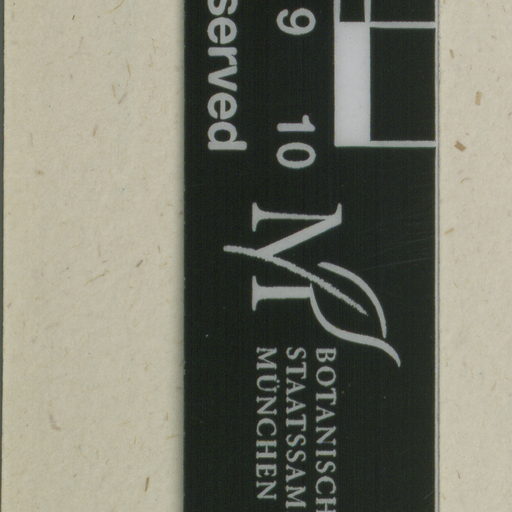 served
9 10
M
BOTANISCH
STAATSSAM
MÜNCHEN